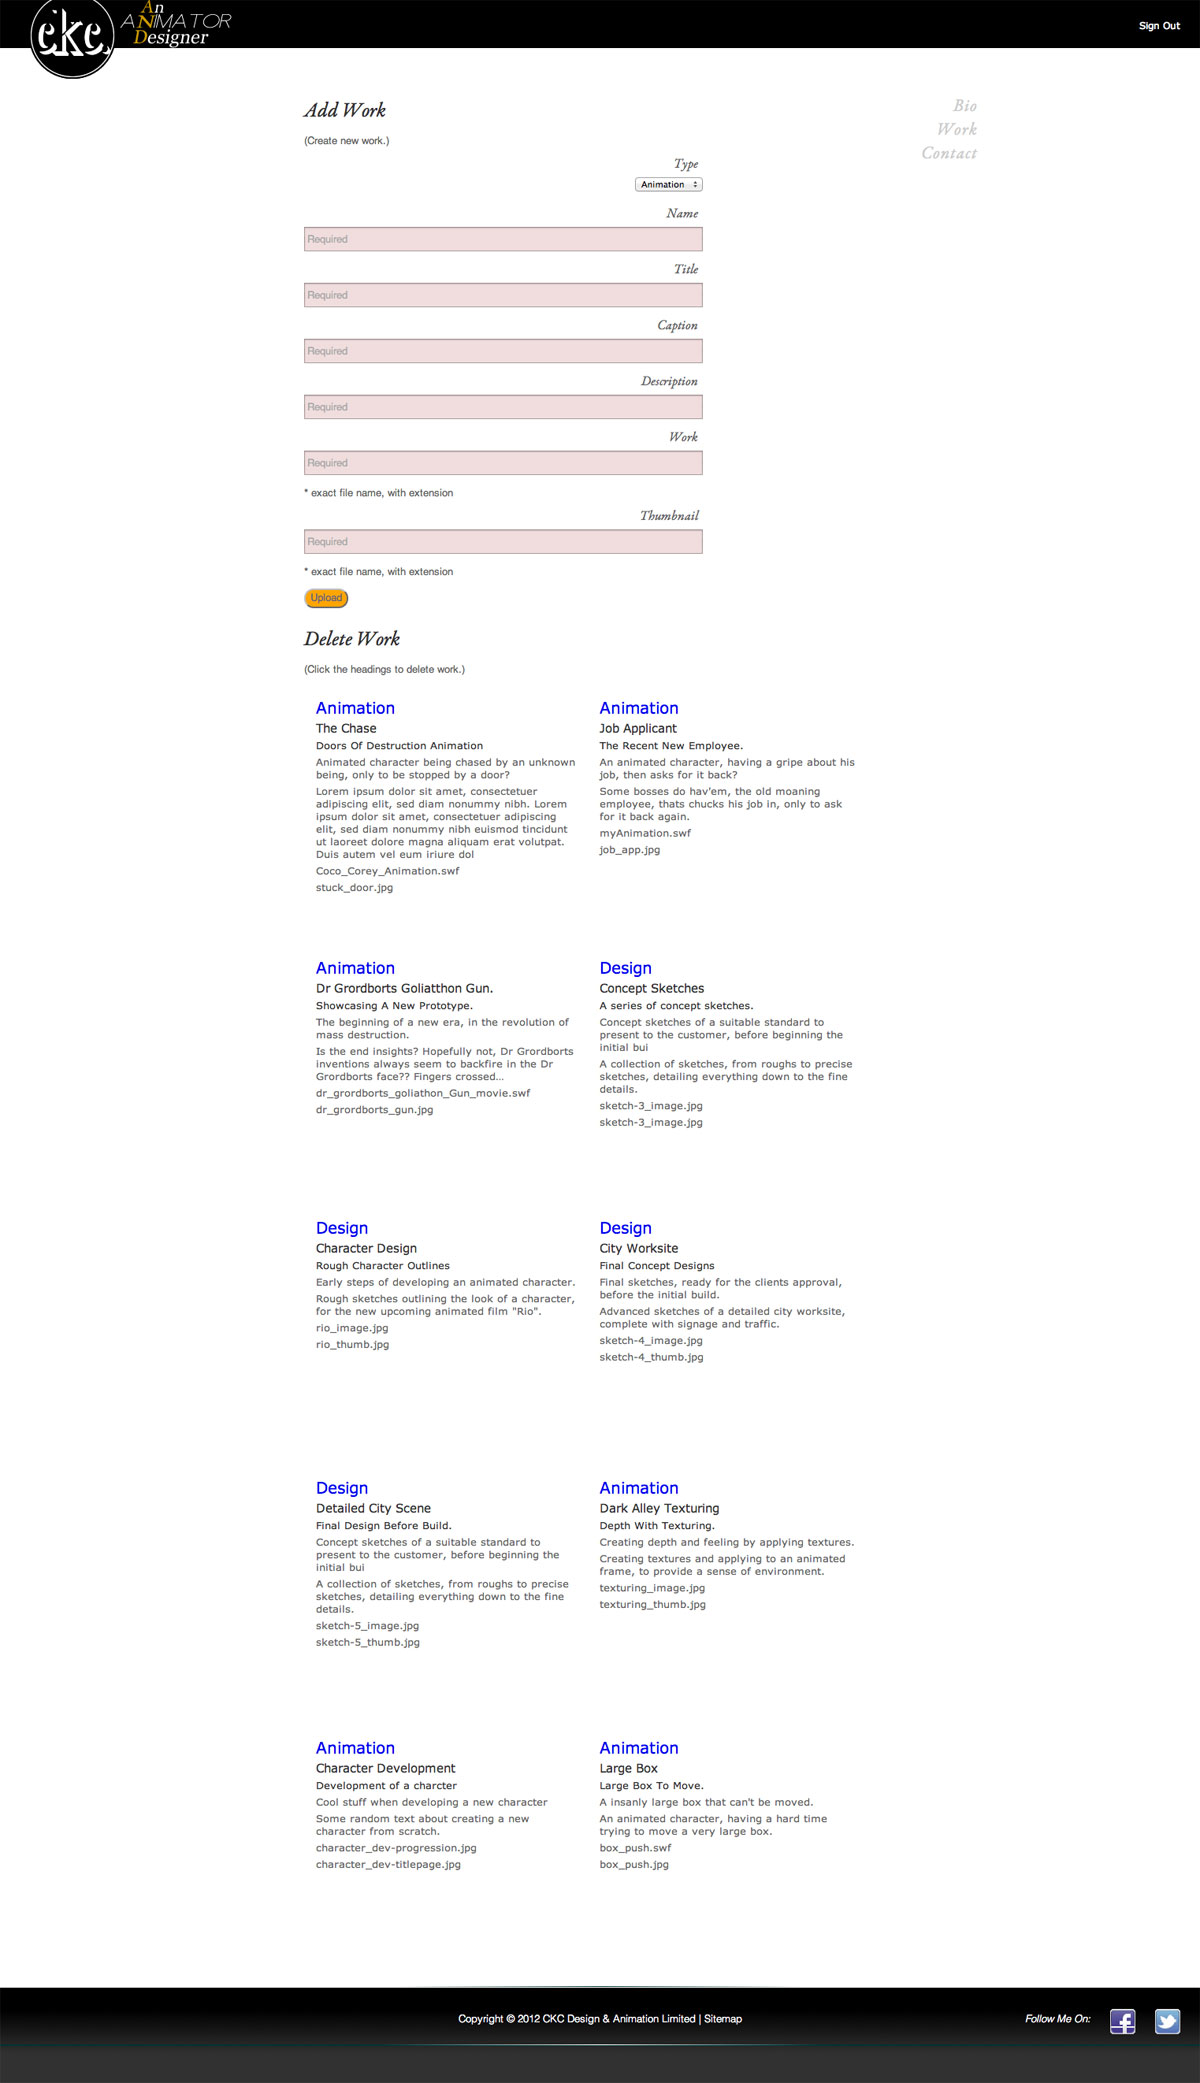 ckc
An
ANIMATOR
Designer
Sign Out
Bio
Work
Contact
Add Work
(Create new work.)
Type
Animation
Name
Required
Title
Required
Caption
Required
Description
Required
Work
Required
* exact file name, with extension
Thumbnail
Required
* exact file name, with extension
Upload
Delete Work
(Click the headings to delete work.)
Animation
The Chase
Doors Of Destruction Animation
Animated character being chased by an unknown
being, only to be stopped by a door?
Lorem ipsum dolor sit amet, consectetuer
adipiscing elit, sed diam nonummy nibh. Lorem
ipsum dolor sit amet, consectetuer adipiscing
elit, sed diam nonummy nibh euismod tincidunt
ut laoreet dolore magna aliquam erat volutpat.
Duis autem vel eum iriure dol
Coco_Corey_Animation.swf
stuck_door.jpg
Animation
Job Applicant
The Recent New Employee.
An animated character, having a gripe about his
job, then asks for it back?
Some bosses do hav'em, the old moaning
employee, thats chucks his job in, only to ask
for it back again.
myAnimation.swf
job_app.jpg
Animation
Dr Grordborts Goliatthon Gun.
Showcasing A New Prototype.
The beginning of a new era, in the revolution of
mass destruction.
Is the end insights? Hopefully not, Dr Grordborts
inventions always seem to backfire in the Dr
Grordborts face?? Fingers crossed...
dr_grordborts_goliathon_Gun_movie.swf
dr_grordborts_gun.jpg
Design
Concept Sketches
A series of concept sketches.
Concept sketches of a suitable standard to
present to the customer, before beginning the
initial bui
A collection of sketches, from roughs to precise
sketches, detailing everything down to the fine
details.
sketch-3_image.jpg
sketch-3_image.jpg
Design
Character Design
Rough Character Outlines
Early steps of developing an animated character.
Rough sketches outlining the look of a character,
for the new upcoming animated film "Rio".
rio_image.jpg
rio_thumb.jpg
Design
City Worksite
Final Concept Designs
Final sketches, ready for the clients approval,
before the initial build.
Advanced sketches of a detailed city worksite,
complete with signage and traffic.
sketch-4_image.jpg
sketch-4_thumb.jpg
Design
Detailed City Scene
Final Design Before Build.
Concept sketches of a suitable standard to
present to the customer, before beginning the
initial bui
A collection of sketches, from roughs to precise
sketches, detailing everything down to the fine
details.
sketch-5_image.jpg
sketch-5_thumb.jpg
Animation
Dark Alley Texturing
Depth With Texturing.
Creating depth and feeling by applying textures.
Creating textures and applying to an animated
frame, to provide a sense of environment.
texturing_image.jpg
texturing_thumb.jpg
Animation
Character Development
Development of a charcter
Cool stuff when developing a new character
Some random text about creating a new
character from scratch.
character_dev-progression.jpg
character_dev-titlepage.jpg
Animation
Large Box
Large Box To Move.
A insanly large box that can't be moved.
An animated character, having a hard time
trying to move a very large box.
box_push.swf
box_push.jpg
Copyright © 2012 CKC Design & Animation Limited | Sitemap
Follow Me On: